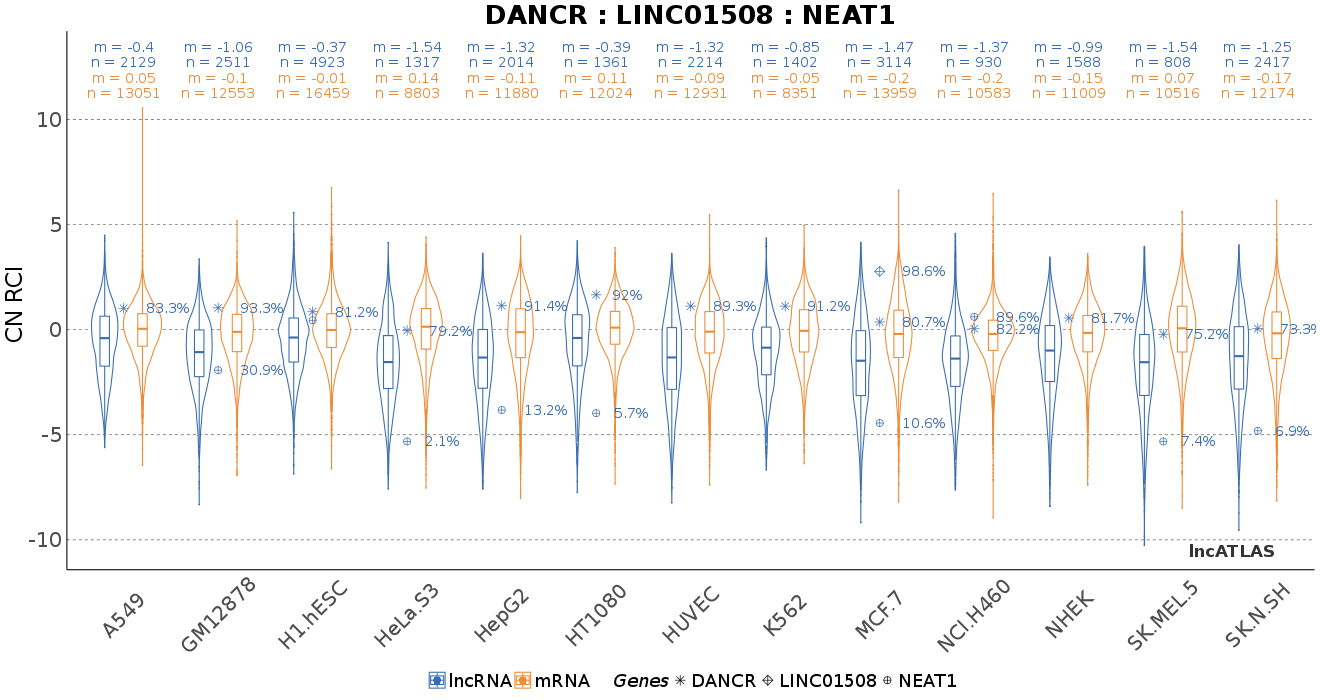 DANCR : LINC01508 : NEAT1
m = -0.4 m = -1.06 m = -0.37 m = -1.54 m = -1.32 m = -0.39 m = -1.32 m = -0.85 m = -1.47 m = -1.37 m = -0.99 m = -1.54 m = -1.25
n = 2129 n = 2511 n = 4923 n = 1317 n = 2014 n = 1361 n = 2214 n = 1402 n = 3114 n = 930 n = 1588 n = 808 n = 2417
m = 0.05 m = -0.1 m = -0.01 m = 0.14 m = -0.11 m = 0.11 m = -0.09 m = -0.05 m = -0.2 m = -0.2 m = -0.15 m = 0.07 m = -0.17
n = 13051 n = 12553 n = 16459 n = 8803 n = 11880 n = 12024 n = 12931 n = 8351 n = 13959 n = 10583 n = 11009 n = 10516 n = 12174
10
5
98.6%
92%
83.3% 93.3% 91.4% 89.3% 91.2%
81.2% 89.6% 81.7%
80.7%
0 79.2% 82.2% 75.2% 73.3%
CN RCI
30.9%
13.2% 5.7%
10.6%
-5 2.1% 7.4% 6.9%
-10
lncATLAS
A549 GM12878 H1.hESC HeLa.S3 HepG2 HT1080 HUVEC K562 MCF.7 NCI.H460 NHEK SK.MEL.5 SK.N.SH
lncRNA mRNA Genes DANCR LINC01508 NEAT1